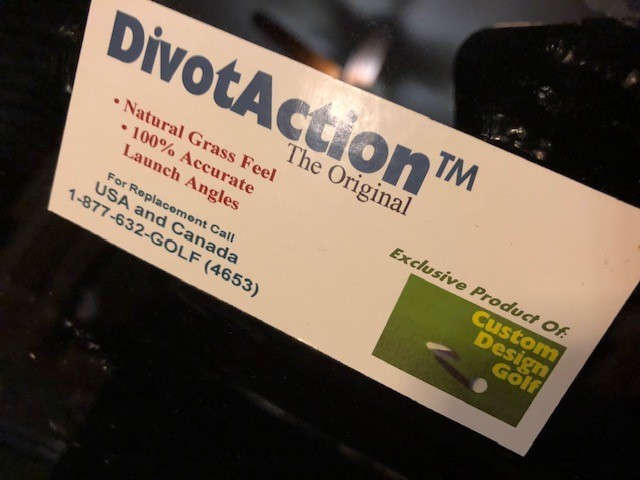 DivotAction™
The Original
• Natural Grass Feel
• 100% Accurate
Launch Angles
For Replacement Call
USA and Canada
1-877-632-GOLF (4653)
Exclusive Product Of:
Custom
Design
Golf